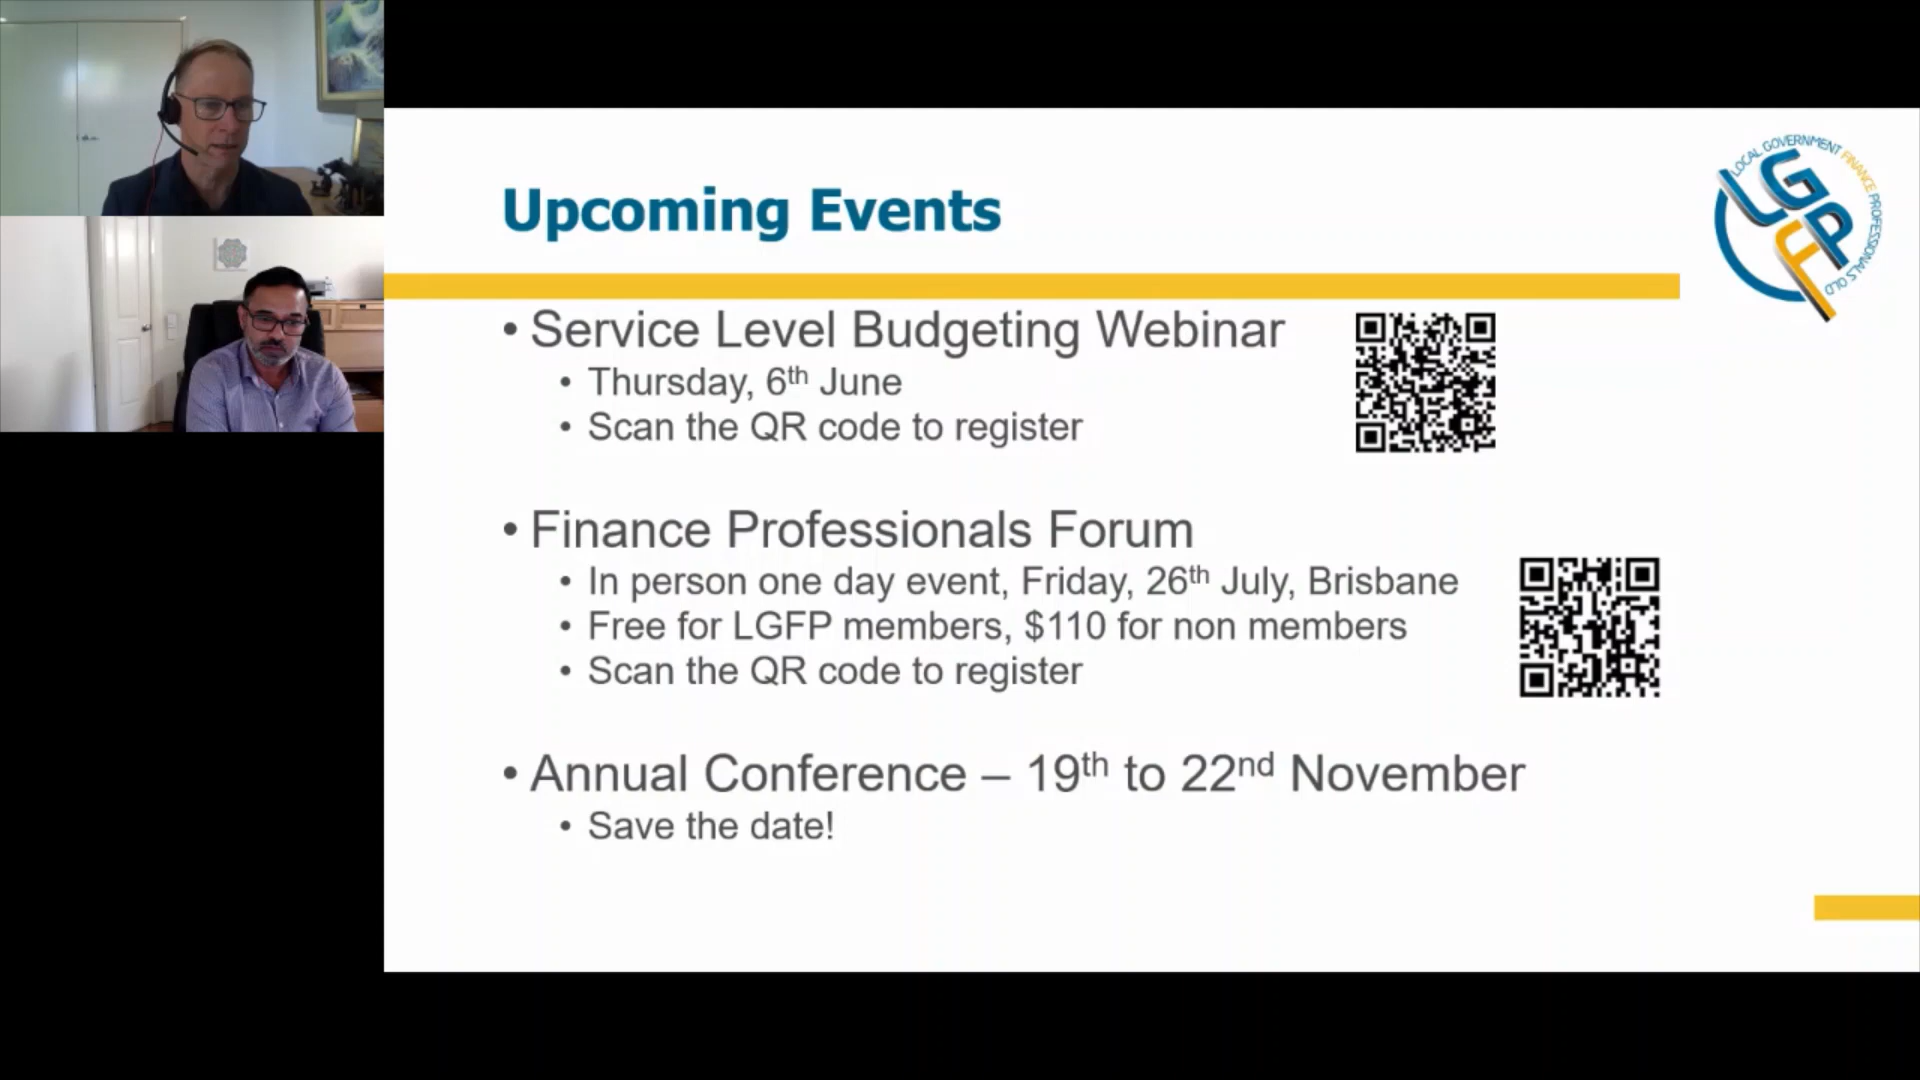 Upcoming Events
LOCAL GOVERNMENT FINANCE PROFESSIONALS QLD
LGFP
• Service Level Budgeting Webinar
• Thursday, 6th June
• Scan the QR code to register
• Finance Professionals Forum
• In person one day event, Friday, 26th July, Brisbane
• Free for LGFP members, $110 for non members
• Scan the QR code to register
• Annual Conference – 19th to 22nd November
• Save the date!